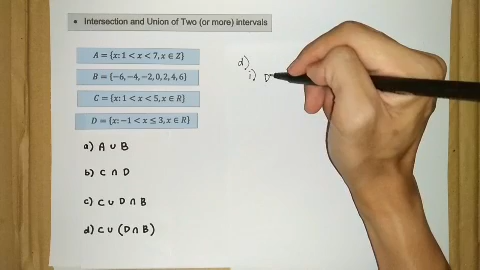 • Intersection and Union of Two (or more) intervals
A = {x: 1 < x < 7, x ∈ Z}
B = {−6, −4, −2, 0, 2, 4, 6}
C = {x: 1 < x < 5, x ∈ R}
D = {x: −1 < x ≤ 3, x ∈ R}
a) A ∪ B
b) C ∩ D
c) C ∪ D ∩ B
d) C ∪ (D ∩ B)
d)
i) D